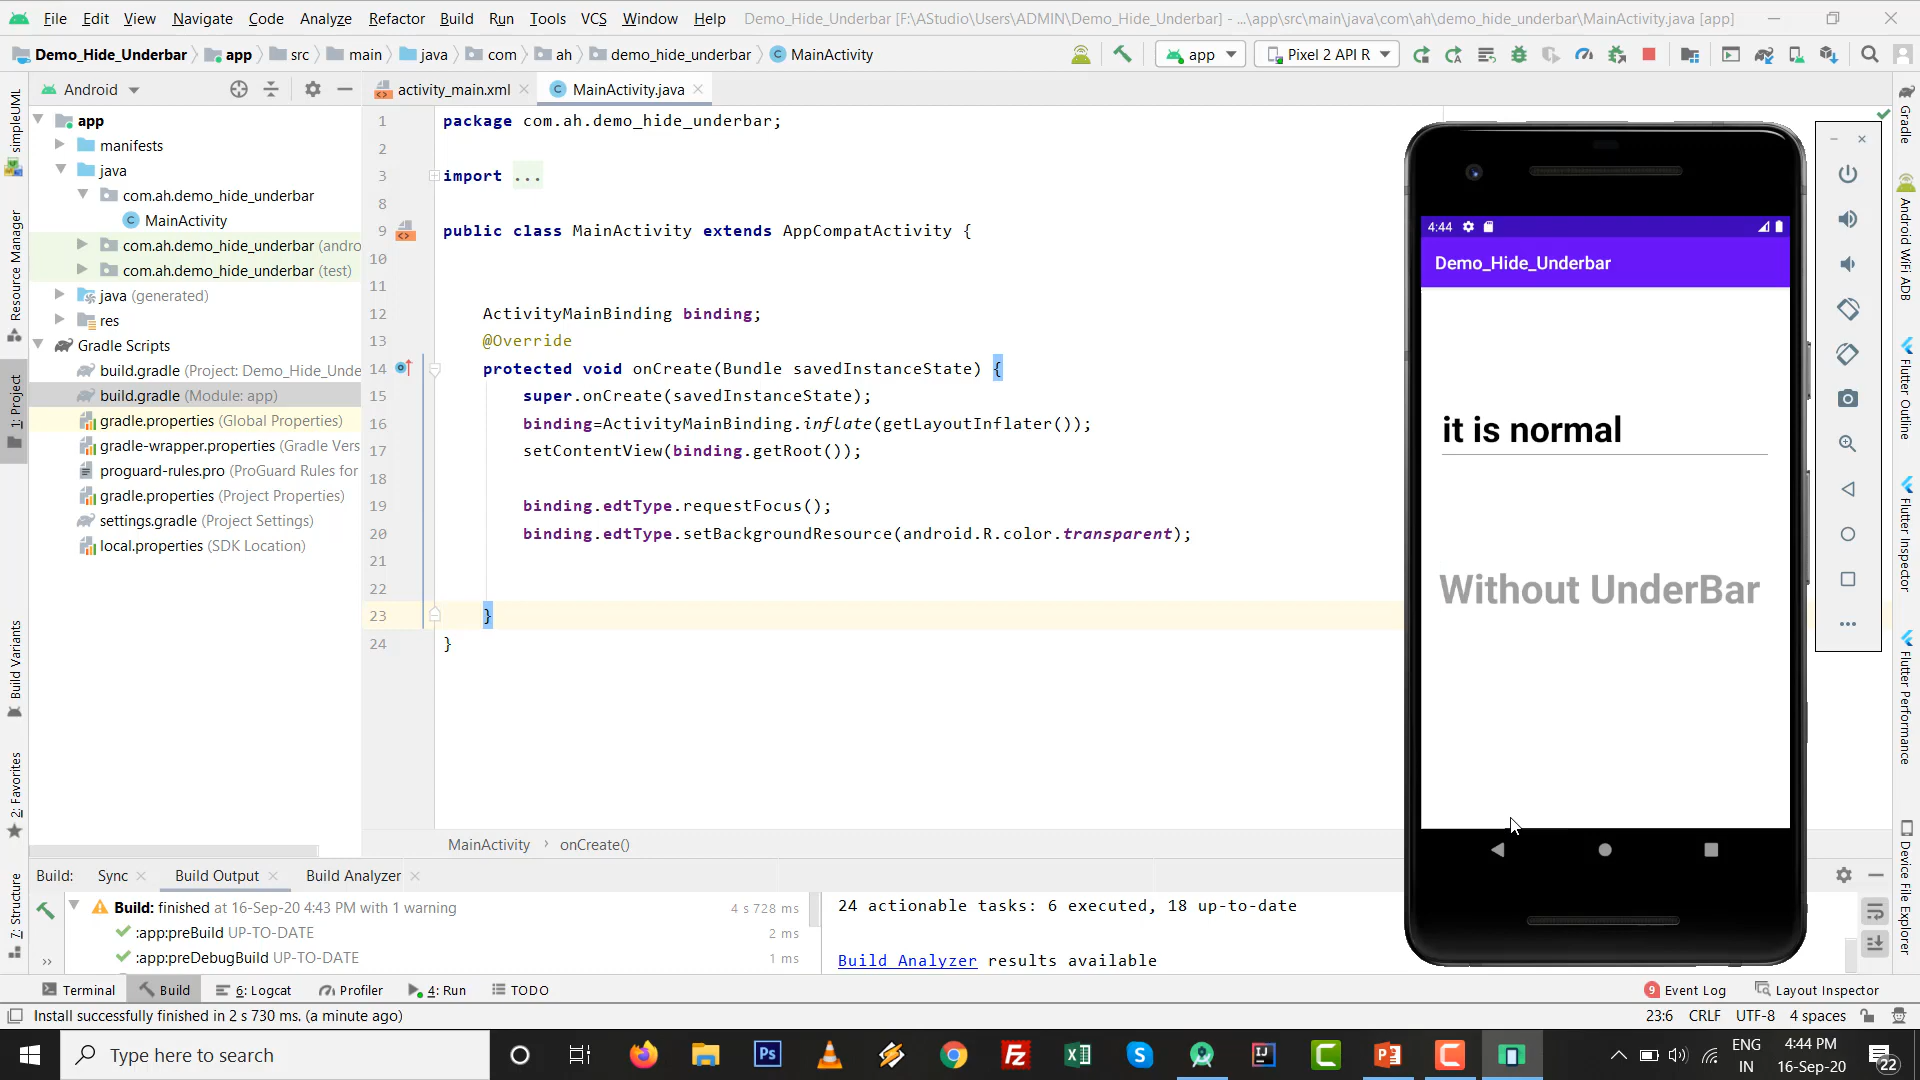 File Edit View Navigate Code Analyze Refactor Build Run Tools VCS Window Help Demo_Hide_Underbar [F:\AStudio\Users\ADMIN\Demo_Hide_Underbar] - ...\app\src\main\java\com\ah\demo_hide_underbar\MainActivity.java [app]
Demo_Hide_Underbar app src main java com ah demo_hide_underbar MainActivity app Pixel 2 API R
Android activity_main.xml MainActivity.java
app
manifests
java
com.ah.demo_hide_underbar
MainActivity
com.ah.demo_hide_underbar (andro
com.ah.demo_hide_underbar (test)
java (generated)
res
Gradle Scripts
build.gradle (Project: Demo_Hide_Unde
build.gradle (Module: app)
gradle.properties (Global Properties)
gradle-wrapper.properties (Gradle Vers
proguard-rules.pro (ProGuard Rules for
gradle.properties (Project Properties)
settings.gradle (Project Settings)
local.properties (SDK Location)
simpleUML
Resource Manager
1: Project
Build Variants
2: Favorites
7: Structure
1 package com.ah.demo_hide_underbar;
2
3 import ...
8
9 public class MainActivity extends AppCompatActivity {
10
11
12 ActivityMainBinding binding;
13 @Override
14 protected void onCreate(Bundle savedInstanceState) {
15 super.onCreate(savedInstanceState);
16 binding=ActivityMainBinding.inflate(getLayoutInflater());
17 setContentView(binding.getRoot());
18
19 binding.edtType.requestFocus();
20 binding.edtType.setBackgroundResource(android.R.color.transparent);
21
22
23 }
24 }
MainActivity › onCreate()
4:44
Demo_Hide_Underbar
it is normal
Without UnderBar
Gradle
Android WiFi ADB
Flutter Outline
Flutter Inspector
Flutter Performance
Device File Explorer
Build: Sync Build Output Build Analyzer
Build: finished at 16-Sep-20 4:43 PM with 1 warning 4 s 728 ms
:app:preBuild UP-TO-DATE 2 ms
:app:preDebugBuild UP-TO-DATE 1 ms
24 actionable tasks: 6 executed, 18 up-to-date
Build Analyzer results available
Terminal Build 6: Logcat Profiler 4: Run TODO 9 Event Log Layout Inspector
Install successfully finished in 2 s 730 ms. (a minute ago) 23:6 CRLF UTF-8 4 spaces
Type here to search
Ps
ENG
IN
4:44 PM
16-Sep-20
22